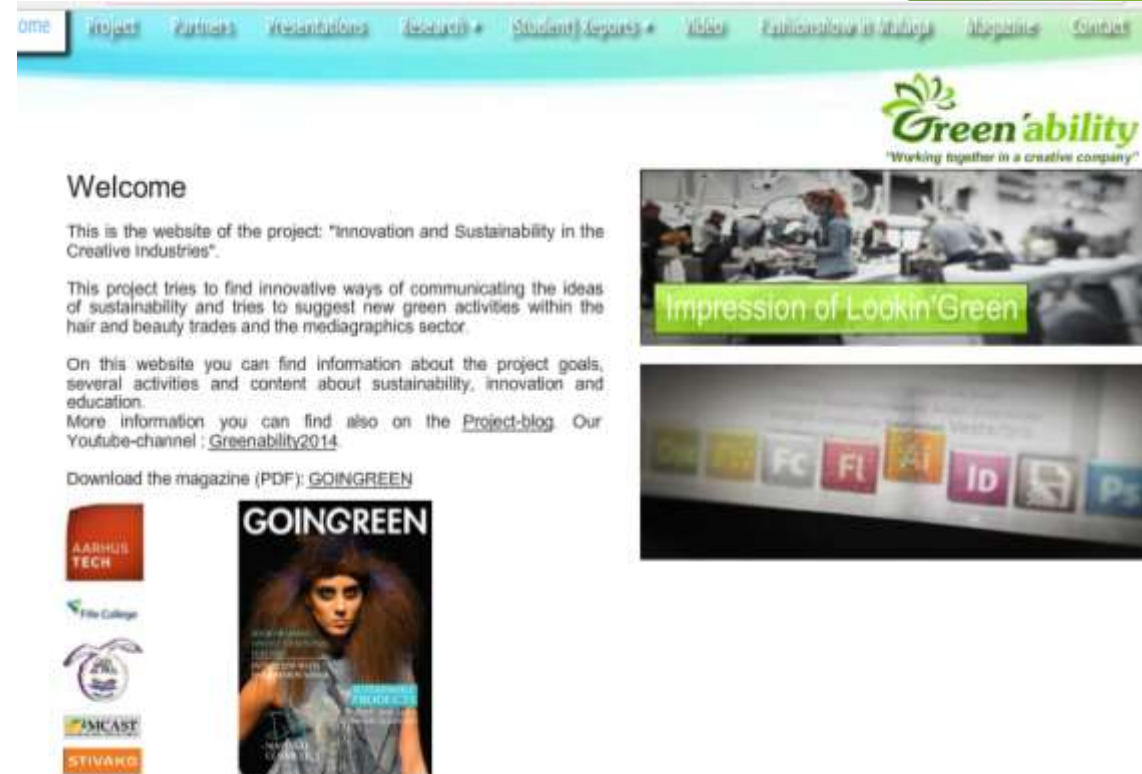 ome Project Partners Presentations Research Student Reports Video Fashionshow in Malaga Magazine Contact
Green'ability
"Working together in a creative company"
Welcome
This is the website of the project: "Innovation and Sustainability in the
Creative Industries".
This project tries to find innovative ways of communicating the ideas
of sustainability and tries to suggest new green activities within the
hair and beauty trades and the mediagraphics sector.
On this website you can find information about the project goals,
several activities and content about sustainability, innovation and
education.
More information you can find also on the Project-blog. Our
Youtube-channel : Greenability2014.
Download the magazine (PDF): GOINGREEN
Impression of Lookin'Green
FC FL Ai ID Ps
AARHUS
TECH
Fife College
MCAST
STIVAKO
GOINGREEN
SUSTAINABLE
PRODUCTS